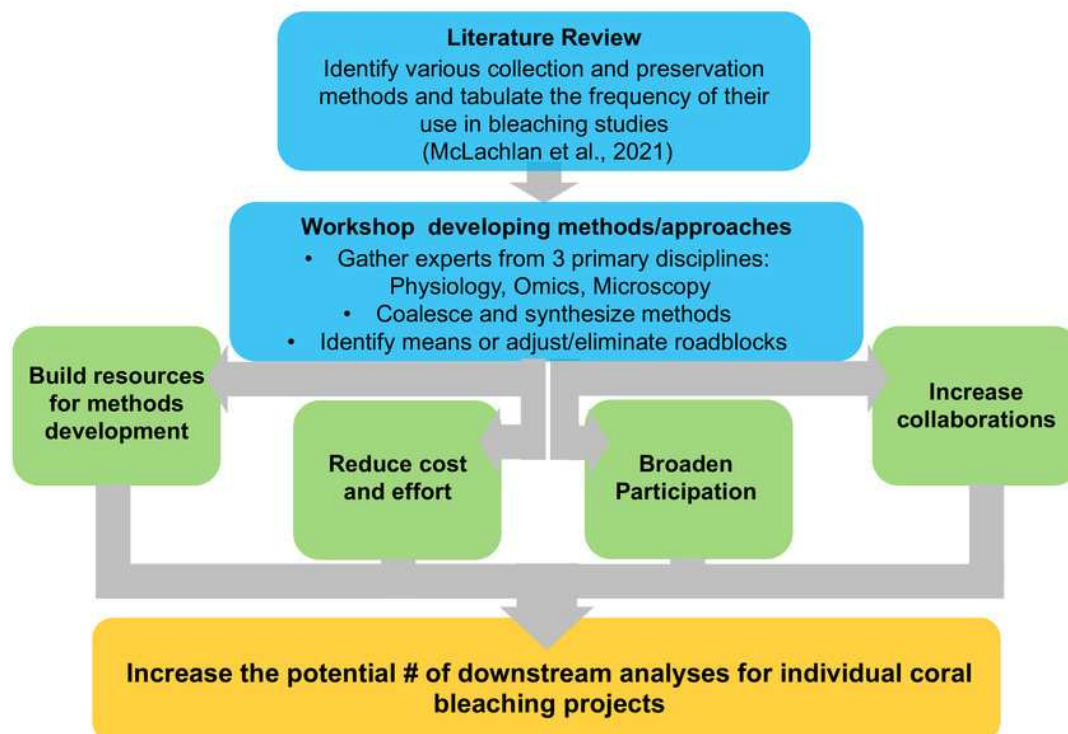 Literature Review
Identify various collection and preservation
methods and tabulate the frequency of their
use in bleaching studies
(McLachlan et al., 2021)
Workshop developing methods/approaches
• Gather experts from 3 primary disciplines:
Physiology, Omics, Microscopy
• Coalesce and synthesize methods
• Identify means or adjust/eliminate roadblocks
Build resources
for methods
development
Reduce cost
and effort
Broaden
Participation
Increase
collaborations
Increase the potential # of downstream analyses for individual coral
bleaching projects